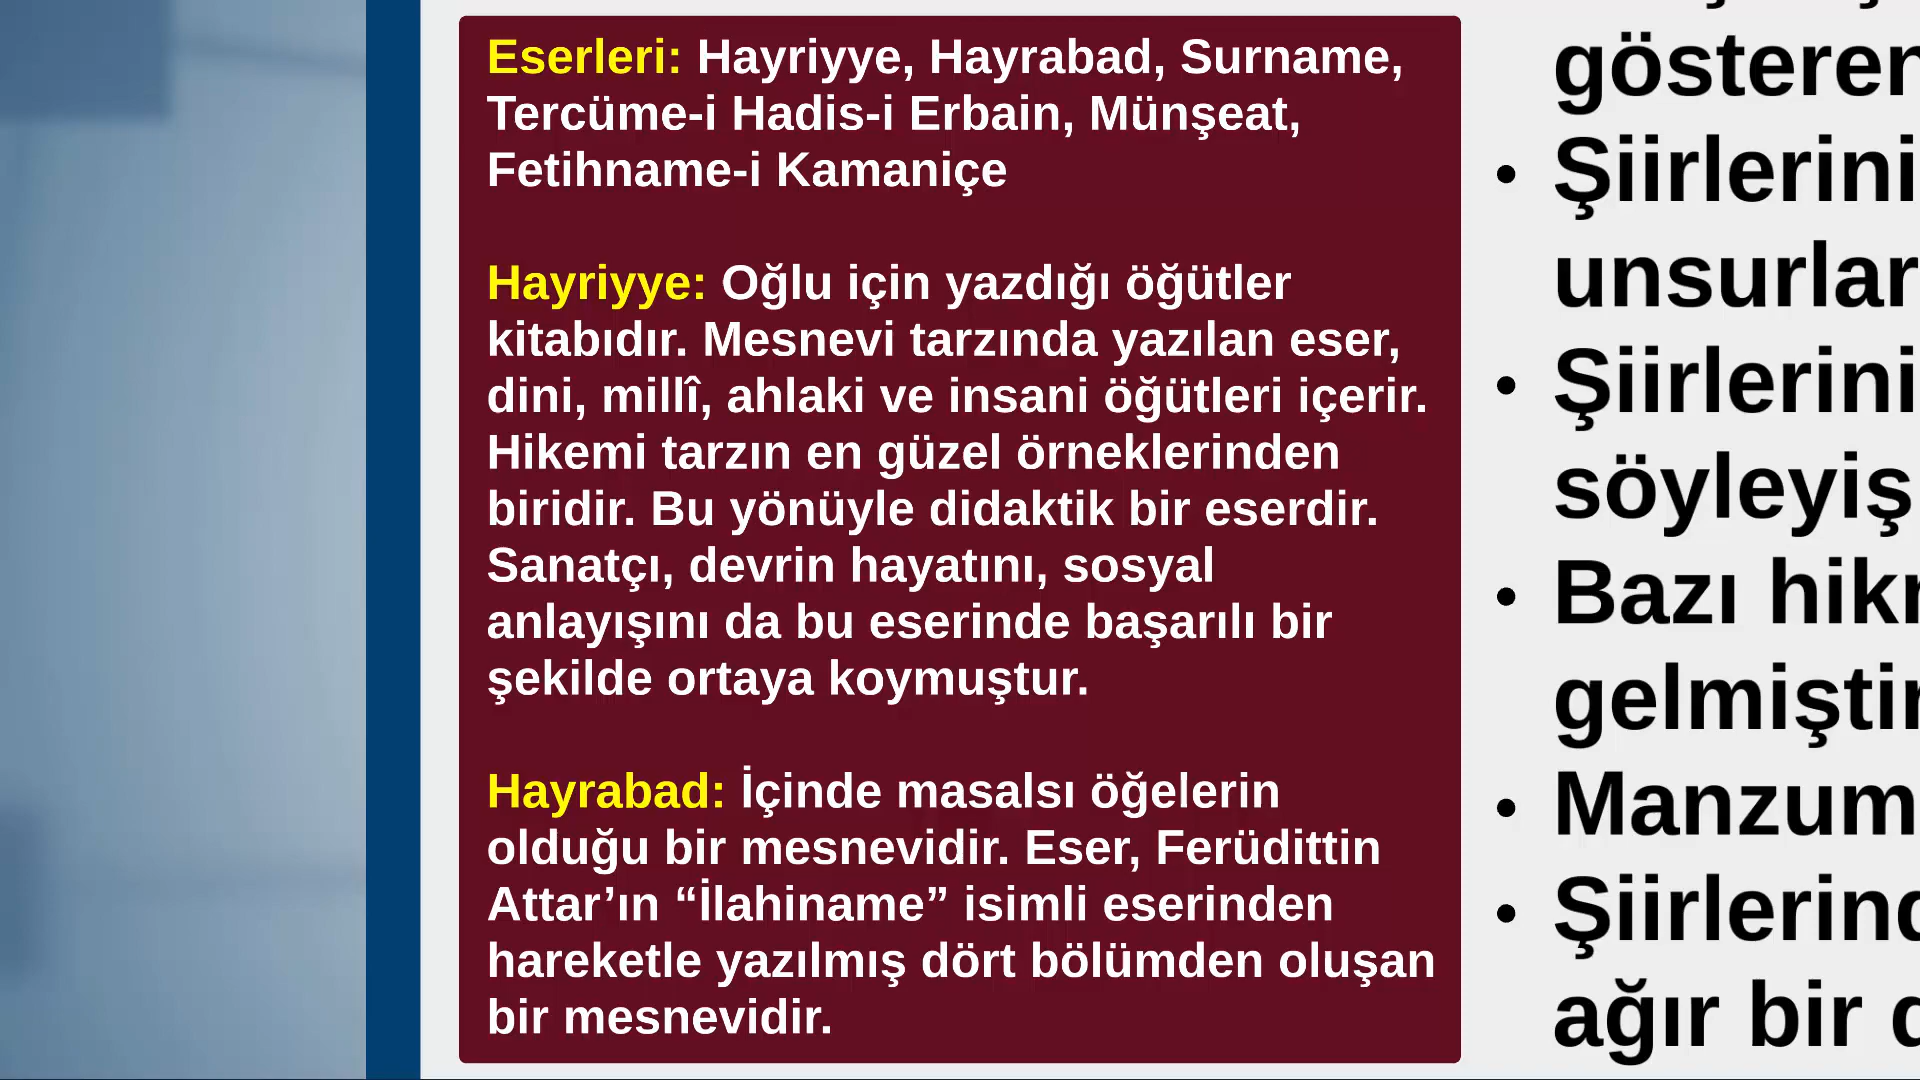 Eserleri: Hayriyye, Hayrabad, Surname,
Tercüme-i Hadis-i Erbain, Münşeat,
Fetihname-i Kamaniçe
Hayriyye: Oğlu için yazdığı öğütler
kitabıdır. Mesnevi tarzında yazılan eser,
dini, millî, ahlaki ve insani öğütleri içerir.
Hikemi tarzın en güzel örneklerinden
biridir. Bu yönüyle didaktik bir eserdir.
Sanatçı, devrin hayatını, sosyal
anlayışını da bu eserinde başarılı bir
şekilde ortaya koymuştur.
Hayrabad: İçinde masalsı öğelerin
olduğu bir mesnevidir. Eser, Ferüdittin
Attar’ın “İlahiname” isimli eserinden
hareketle yazılmış dört bölümden oluşan
bir mesnevidir.
gösteren
• Şiirlerini
unsurlar
• Şiirlerini
söyleyiş
• Bazı
gelmiştir
• Manzum
• Şiirlerind
ağır bir